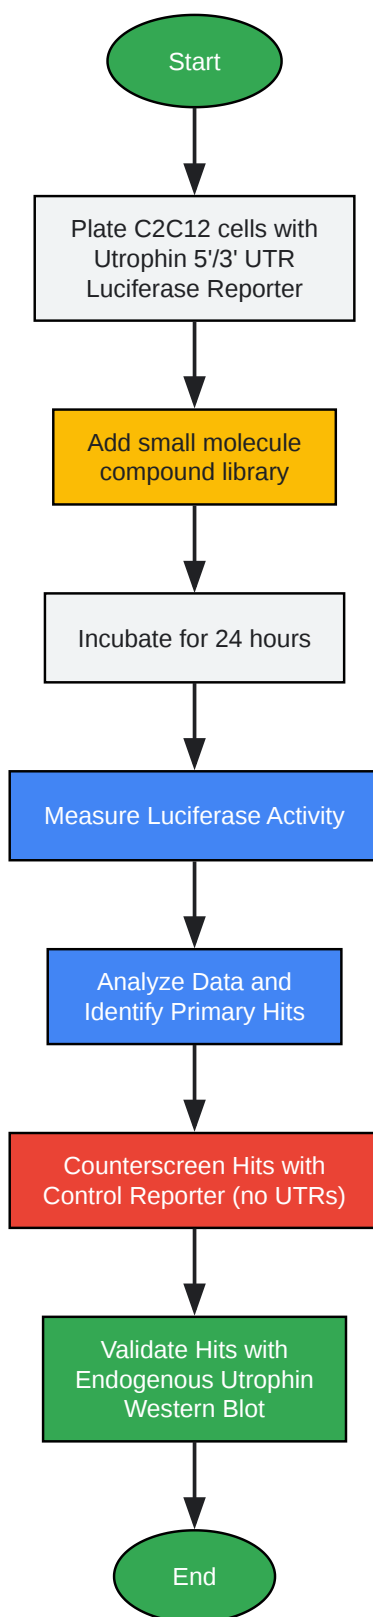 Start
Plate C2C12 cells with
Utrophin 5'/3' UTR
Luciferase Reporter
Add small molecule
compound library
Incubate for 24 hours
Measure Luciferase Activity
Analyze Data and
Identify Primary Hits
Counterscreen Hits with
Control Reporter (no UTRs)
Validate Hits with
Endogenous Utrophin
Western Blot
End